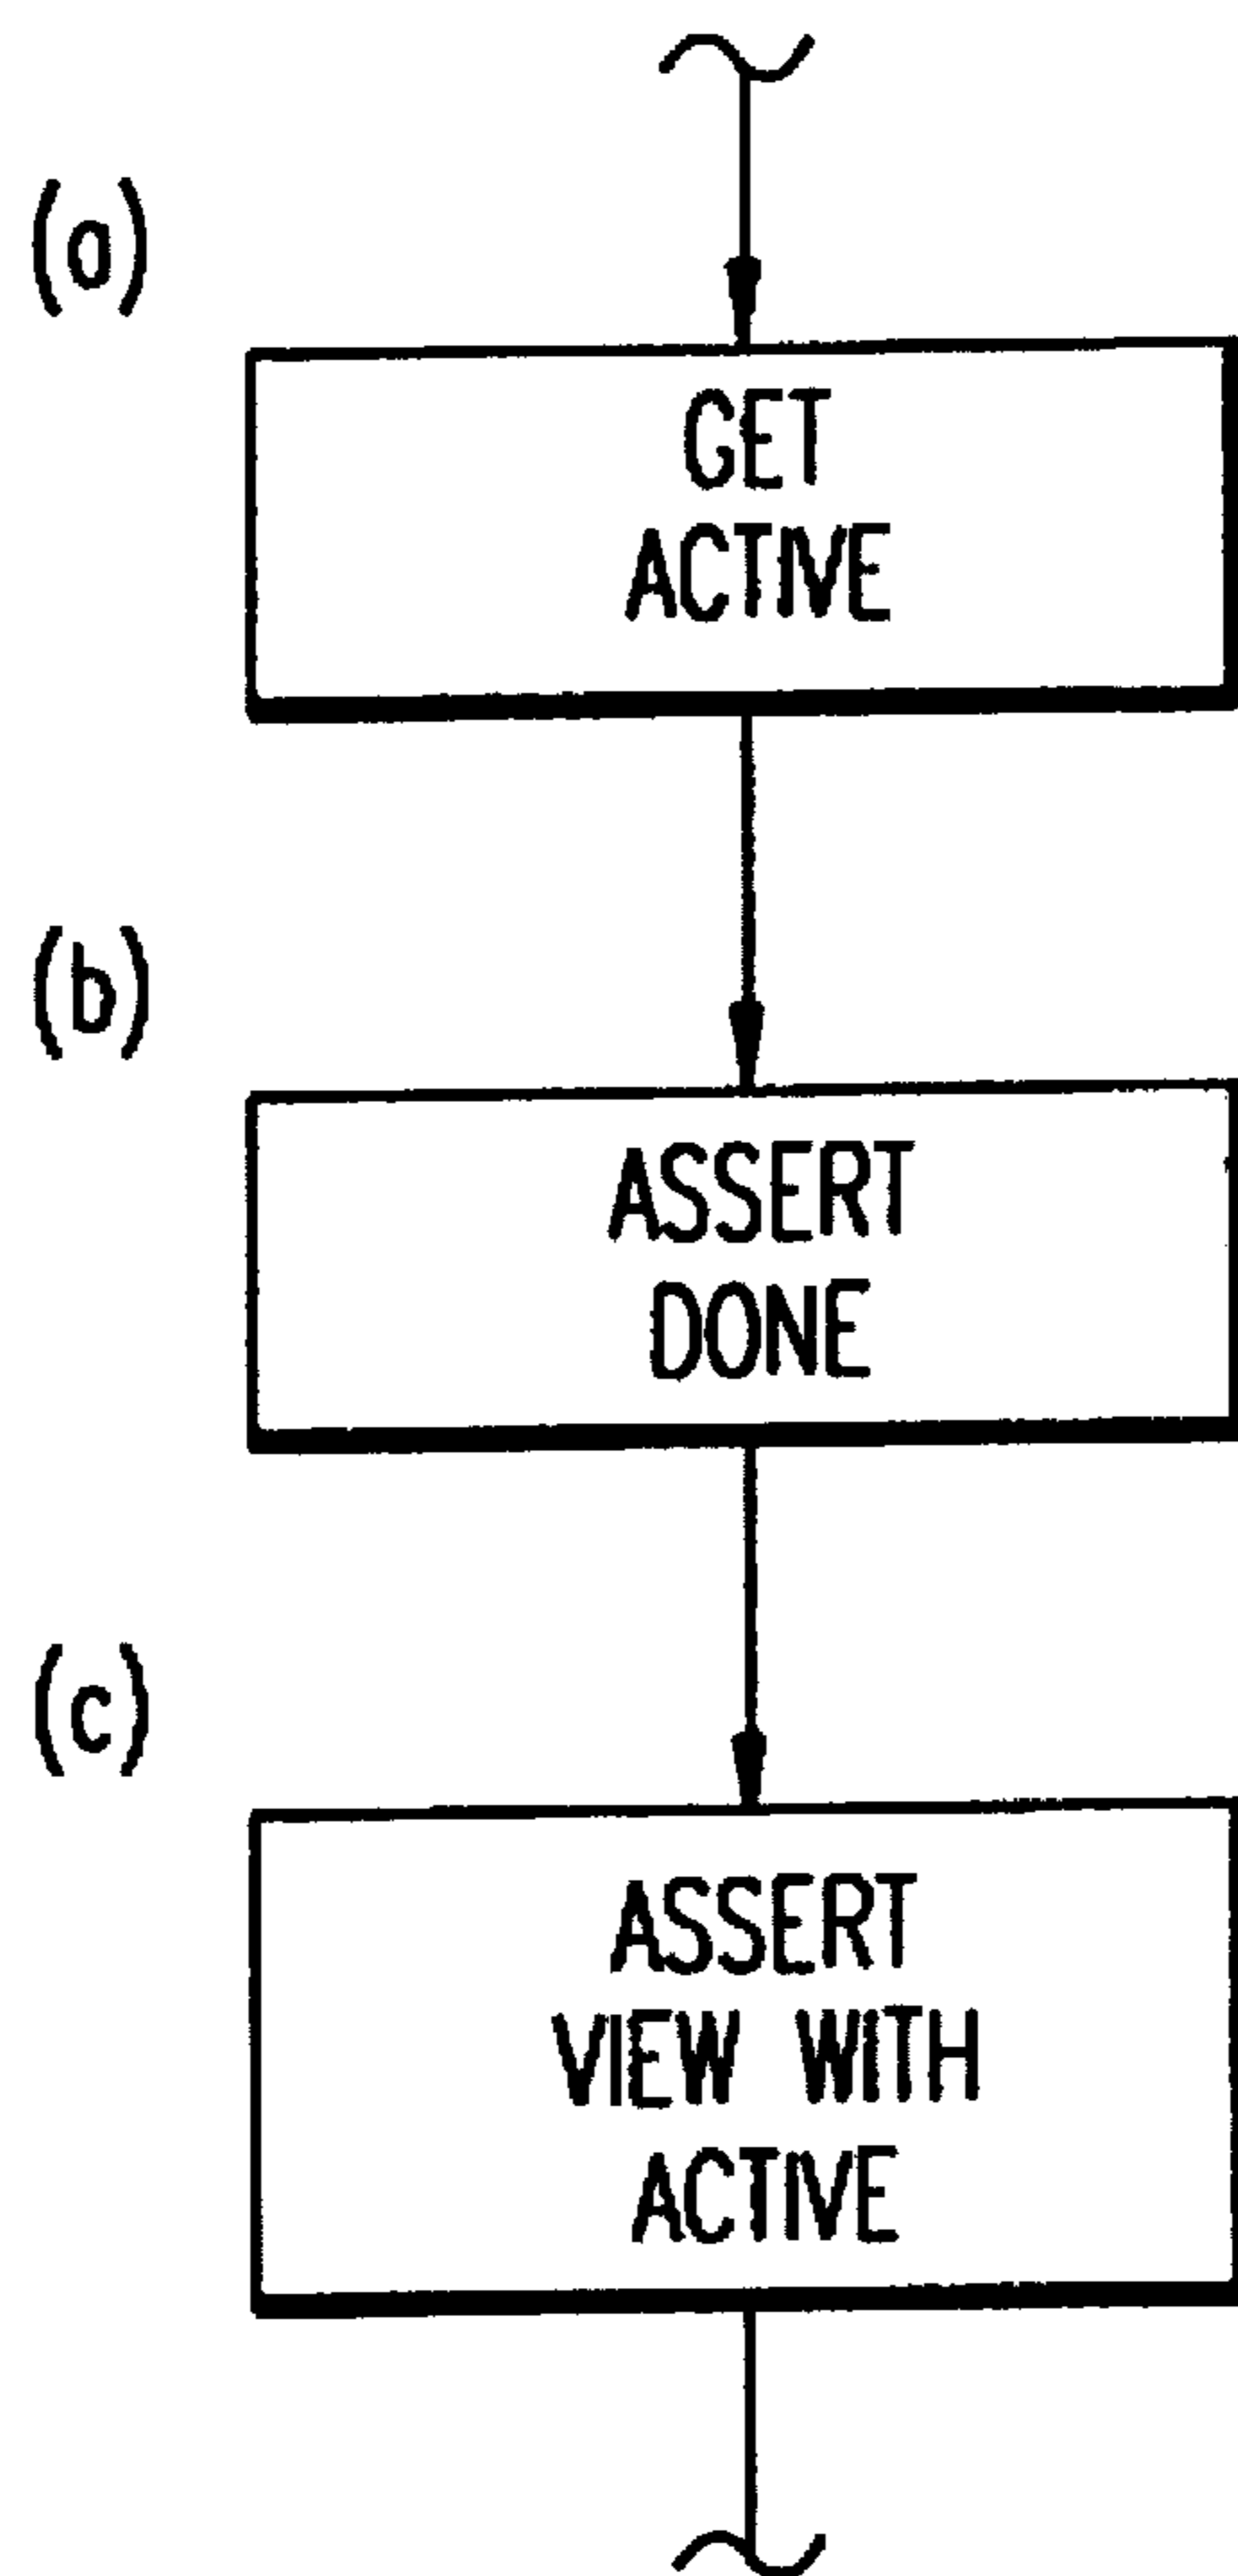 (a)
GET
ACTIVE
(b)
ASSERT
DONE
(c)
ASSERT
VIEW WITH
ACTIVE